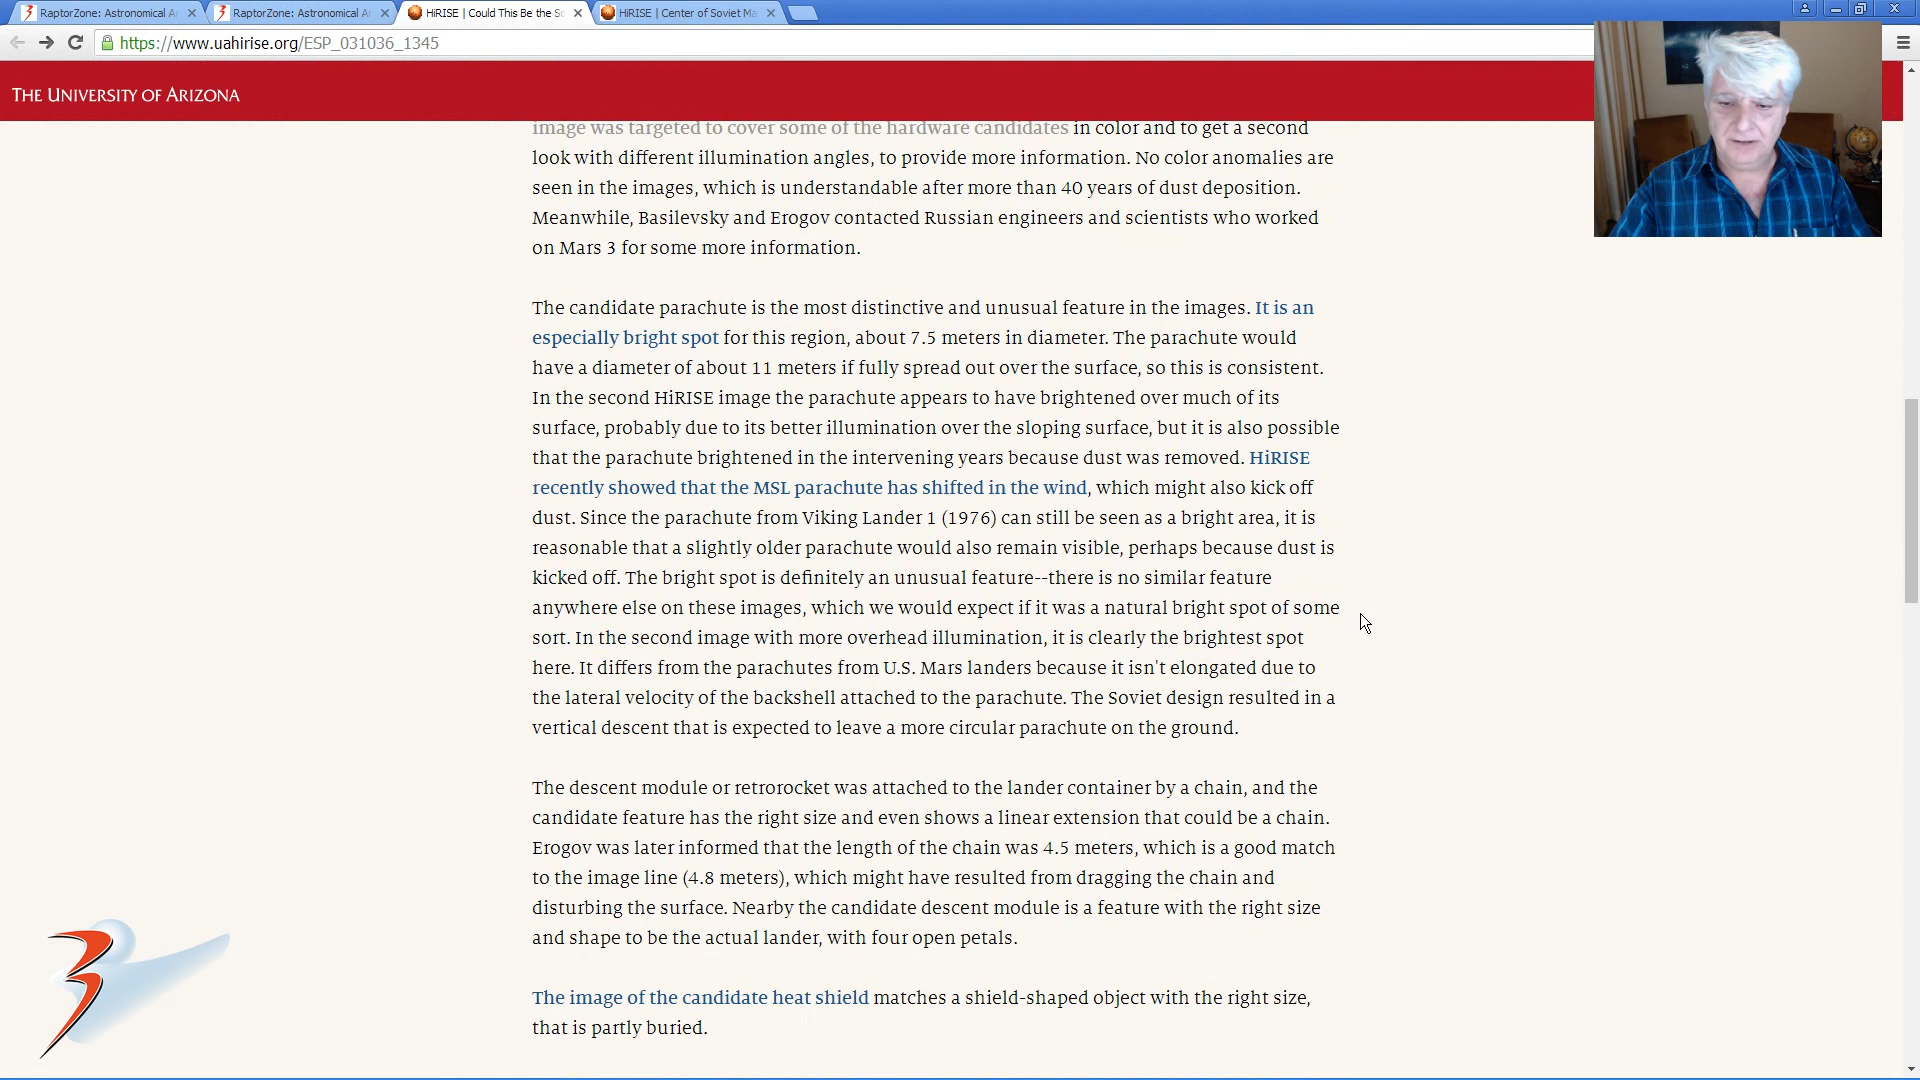 RaptorZone: Astronomical A
RaptorZone: Astronomical A
HiRISE | Could This Be the So
HiRISE | Center of Soviet Ma
https://www.uahirise.org/ESP_031036_1345
THE UNIVERSITY OF ARIZONA
image was targeted to cover some of the hardware candidates in color and to get a second
look with different illumination angles, to provide more information. No color anomalies are
seen in the images, which is understandable after more than 40 years of dust deposition.
Meanwhile, Basilevsky and Erogov contacted Russian engineers and scientists who worked
on Mars 3 for some more information.
The candidate parachute is the most distinctive and unusual feature in the images. It is an
especially bright spot for this region, about 7.5 meters in diameter. The parachute would
have a diameter of about 11 meters if fully spread out over the surface, so this is consistent.
In the second HiRISE image the parachute appears to have brightened over much of its
surface, probably due to its better illumination over the sloping surface, but it is also possible
that the parachute brightened in the intervening years because dust was removed. HiRISE
recently showed that the MSL parachute has shifted in the wind, which might also kick off
dust. Since the parachute from Viking Lander 1 (1976) can still be seen as a bright area, it is
reasonable that a slightly older parachute would also remain visible, perhaps because dust is
kicked off. The bright spot is definitely an unusual feature--there is no similar feature
anywhere else on these images, which we would expect if it was a natural bright spot of some
sort. In the second image with more overhead illumination, it is clearly the brightest spot
here. It differs from the parachutes from U.S. Mars landers because it isn't elongated due to
the lateral velocity of the backshell attached to the parachute. The Soviet design resulted in a
vertical descent that is expected to leave a more circular parachute on the ground.
The descent module or retrorocket was attached to the lander container by a chain, and the
candidate feature has the right size and even shows a linear extension that could be a chain.
Erogov was later informed that the length of the chain was 4.5 meters, which is a good match
to the image line (4.8 meters), which might have resulted from dragging the chain and
disturbing the surface. Nearby the candidate descent module is a feature with the right size
and shape to be the actual lander, with four open petals.
The image of the candidate heat shield matches a shield-shaped object with the right size,
that is partly buried.